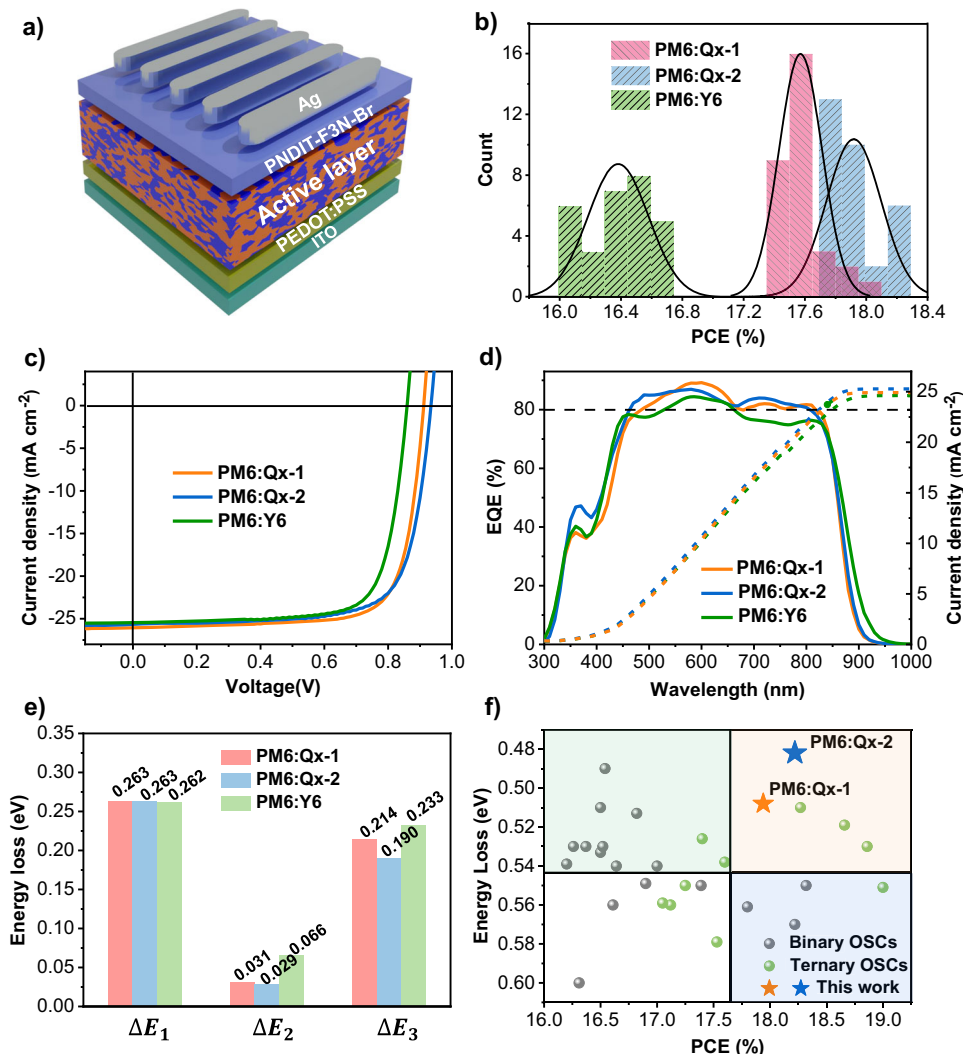 a)
Ag
PNDIT-F3N-Br
Active layer
PEDOT:PSS
ITO
b)
PM6:Qx-1
PM6:Qx-2
PM6:Y6
Count
16
12
8
4
0
16.0 16.4 16.8 17.2 17.6 18.0 18.4
PCE (%)
c)
Current density (mA cm-2)
0
-5
-10
-15
-20
-25
PM6:Qx-1
PM6:Qx-2
PM6:Y6
0.0 0.2 0.4 0.6 0.8 1.0
Voltage(V)
d)
EQE (%)
100
80
60
40
20
0
PM6:Qx-1
PM6:Qx-2
PM6:Y6
25
20
15
10
5
0
Current density (mA cm-2)
300 400 500 600 700 800 900 1000
Wavelength (nm)
e)
Energy loss (eV)
0.35
0.30
0.25
0.20
0.15
0.10
0.05
0.00
PM6:Qx-1
PM6:Qx-2
PM6:Y6
0.263 0.263 0.262
0.031 0.029 0.066
0.214 0.190 0.233
ΔE1 ΔE2 ΔE3
f)
Energy Loss (eV)
0.48
0.50
0.52
0.54
0.56
0.58
0.60
PM6:Qx-2
PM6:Qx-1
Binary OSCs
Ternary OSCs
This work
16.0 16.5 17.0 17.5 18.0 18.5 19.0
PCE (%)